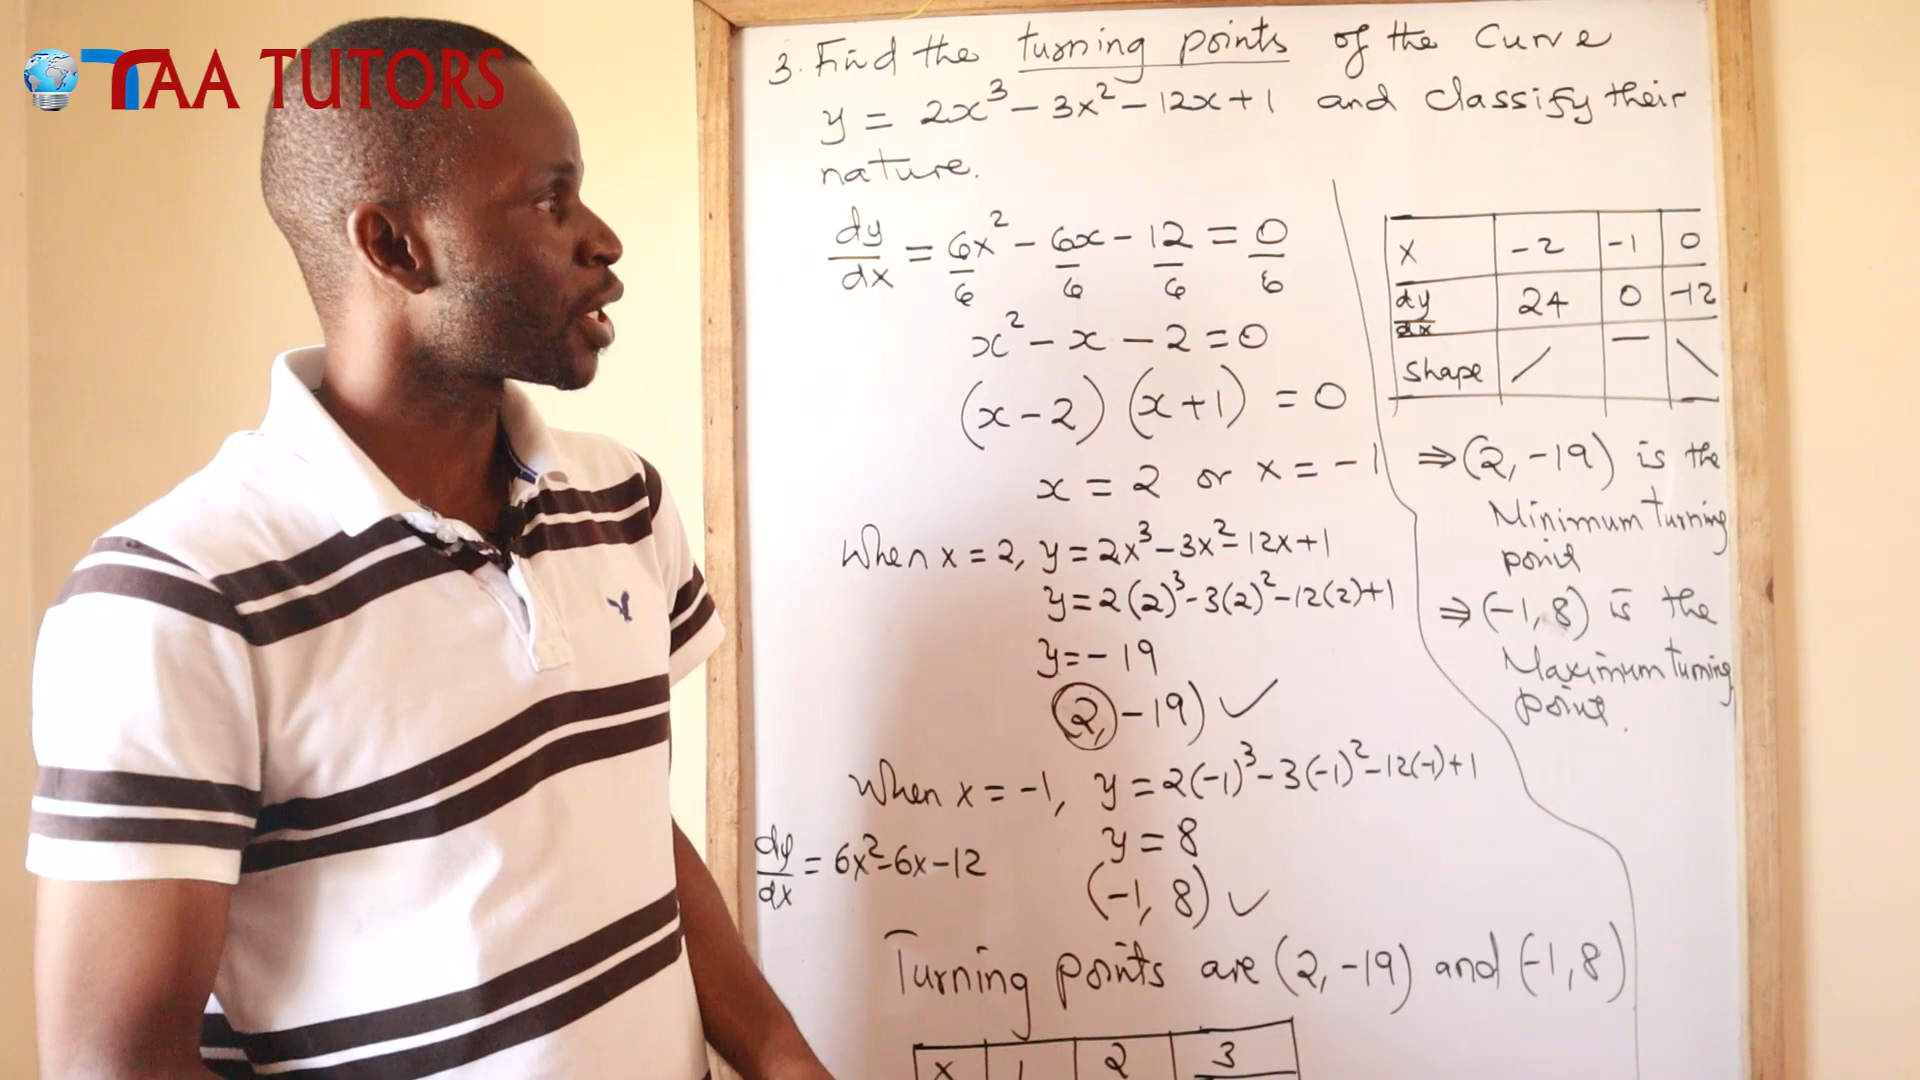 TAA TUTORS
3. Find the turning points of the curve
y = 2x³ - 3x² - 12x + 1 and classify their
nature.
dy/dx = 6x²/6 - 6x/6 - 12/6 = 0/6
x² - x - 2 = 0
(x - 2) (x + 1) = 0
x = 2 or x = -1
When x = 2, y = 2x³ - 3x² - 12x + 1
y = 2(2)³ - 3(2)² - 12(2) + 1
y = -19
(2, -19) ✓
When x = -1, y = 2(-1)³ - 3(-1)² - 12(-1) + 1
y = 8
dy/dx = 6x² - 6x - 12
(-1, 8) ✓
Turning points are (2, -19) and (-1, 8)
x 1 2 3
x -2 -1 0
dy/dx 24 0 -12
shape / — \
⇒ (2, -19) is the
Minimum turning
point
⇒ (-1, 8) is the
Maximum turning
point.